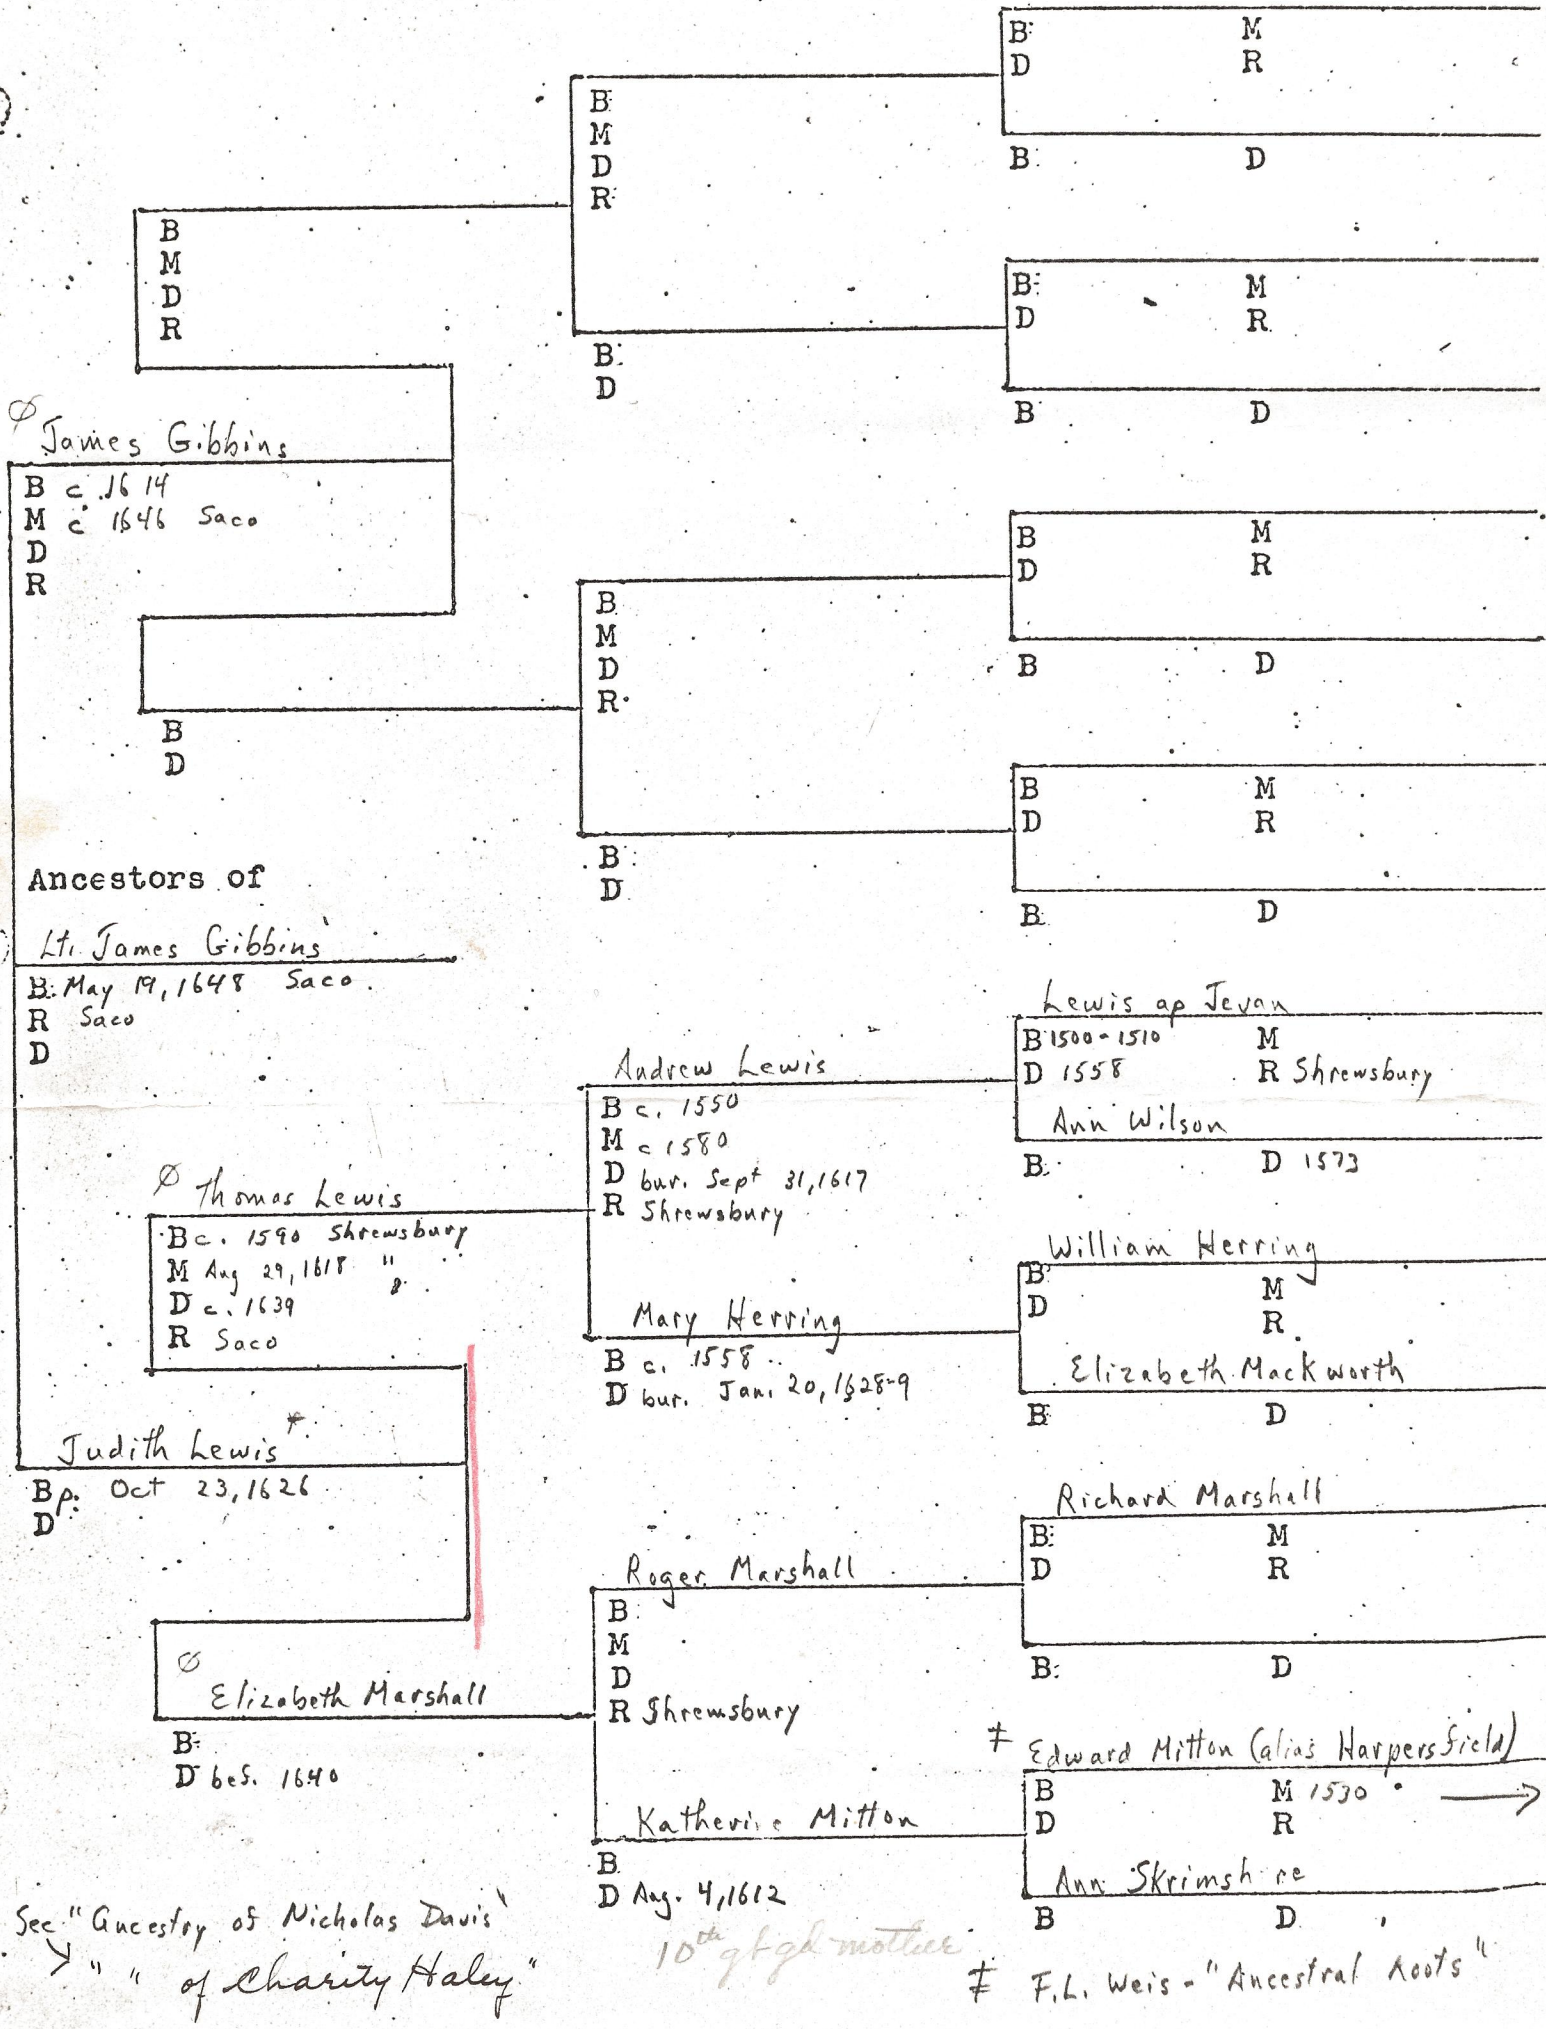 B: M
D R
B
M
D
R
B: D
B
M
D
R
B: M
D R
B:
D
B D
Ø
James Gibbins
B c. 1614
M c 1646 Saco
D
R
B M
D R
B
M
D
R
B D
B
D
B M
D R
B:
D
B: D
Ancestors of
Lt. James Gibbins
B: May 19, 1648 Saco.
R Saco
D
Lewis ap Jevan
B 1500-1510 M
D 1558 R Shrewsbury
Ann Wilson
B: D 1573
Andrew Lewis
B c. 1550
M c 1580
D bur. Sept 31, 1617
R Shrewsbury
Ø Thomas Lewis
B c. 1590 Shrewsbury
M Aug 29, 1618 "
D c. 1639
R Saco
William Herring
B: M
D R
Elizabeth Mackworth
B D
Mary Herring
B c. 1558
D bur. Jan. 20, 1628-9
Judith Lewis
Bp: Oct 23, 1626
D
Richard Marshall
B: M
D R
B: D
Roger Marshall
B:
M
D
R Shrewsbury
Ø
Elizabeth Marshall
B:
D bef. 1640
‡ Edward Mitton (alias Harpersfield)
B M 1530 →
D R
Ann Skrimshire
B D
Katherine Mitton
B
D Aug. 4, 1612
10th gt gd mother
See "Ancestry of Nicholas Davis"
" " of Charity Haley"
‡ F.L. Weis - "Ancestral Roots"